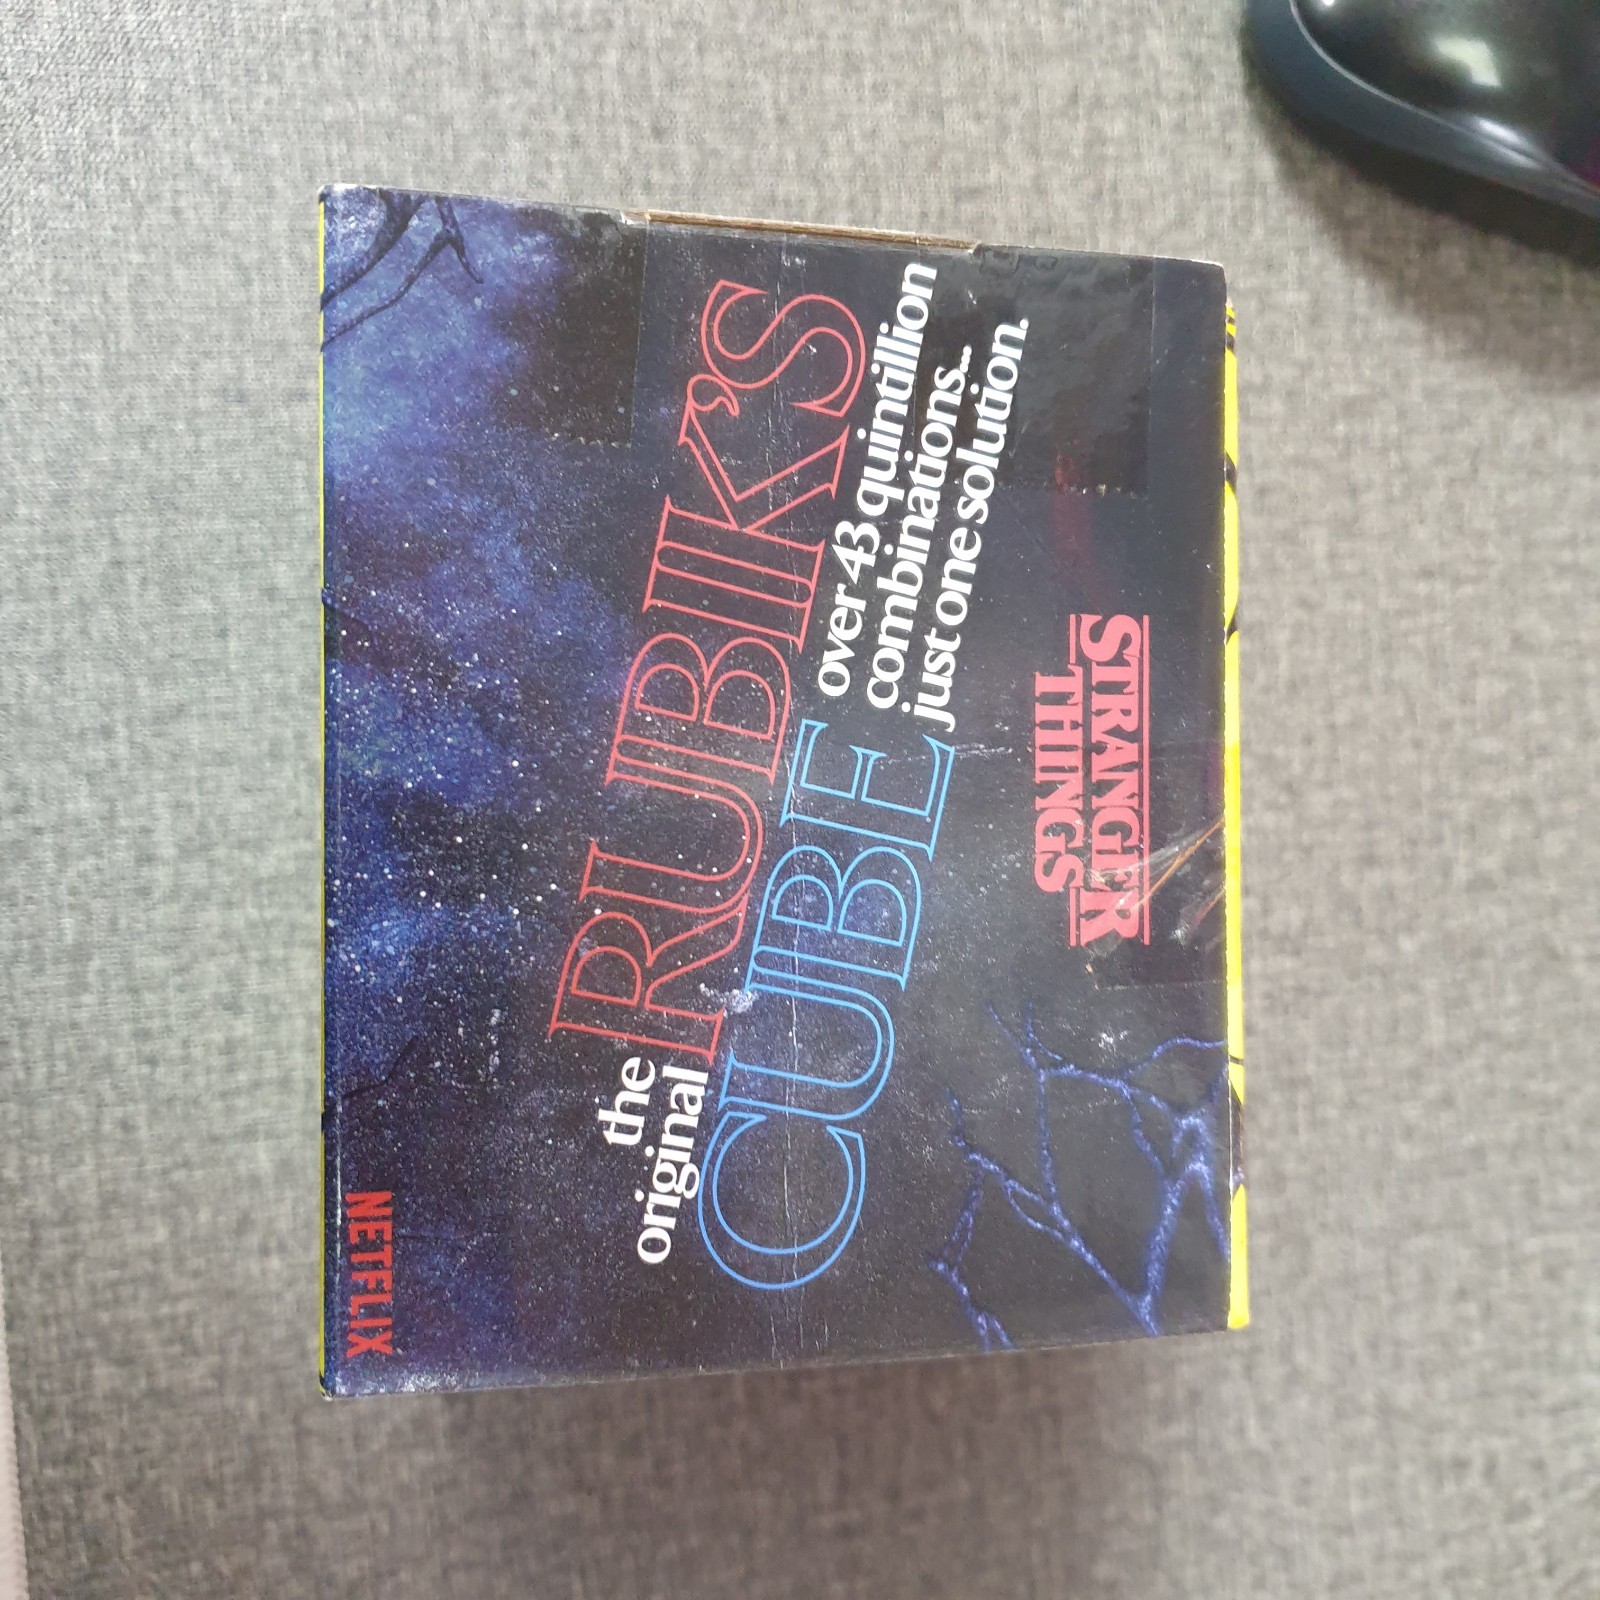 the
original
RUBIK'S
CUBE
over 43 quintillion
combinations...
just one solution.
STRANGER
THINGS
NETFLIX